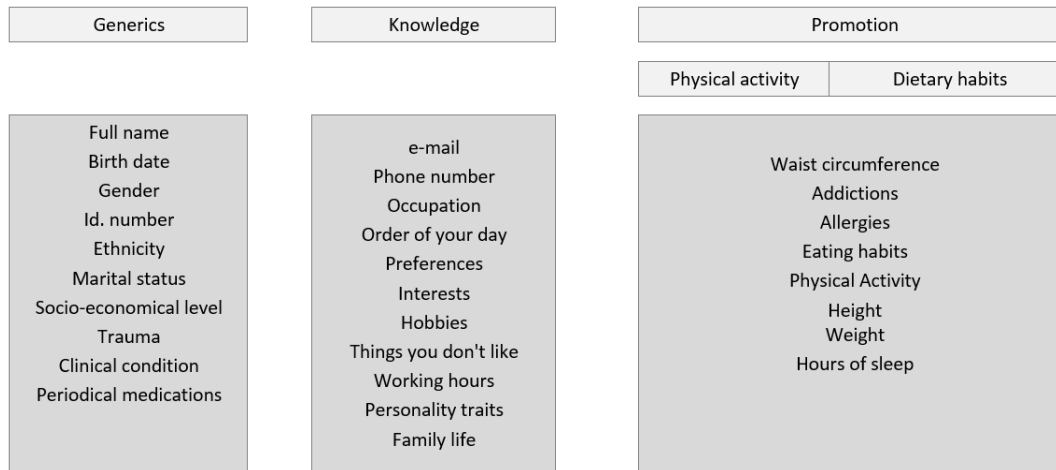 Generics
Knowledge
Promotion
Physical activity
Dietary habits
Full name
Birth date
Gender
Id. number
Ethnicity
Marital status
Socio-economical level
Trauma
Clinical condition
Periodical medications
e-mail
Phone number
Occupation
Order of your day
Preferences
Interests
Hobbies
Things you don't like
Working hours
Personality traits
Family life
Waist circumference
Addictions
Allergies
Eating habits
Physical Activity
Height
Weight
Hours of sleep